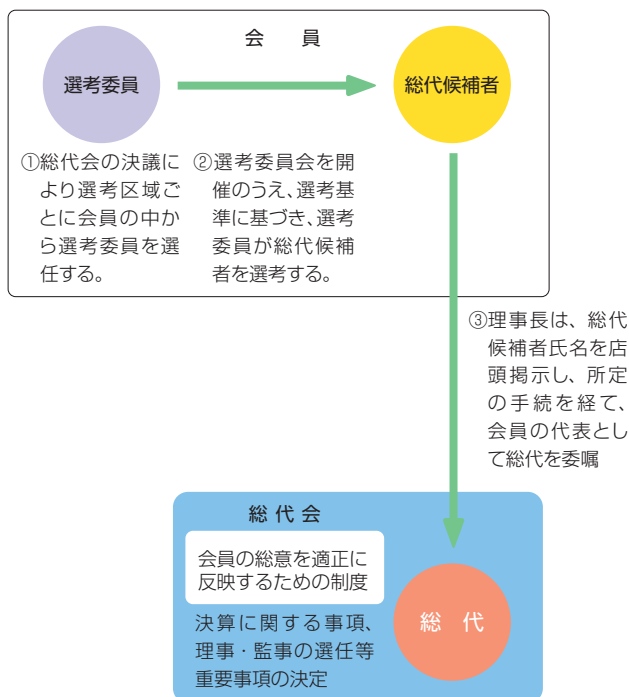 会　員
選考委員
総代候補者
①総代会の決議に
より選考区域ご
とに会員の中か
ら選考委員を選
任する。
②選考委員会を開
催のうえ、選考基
準に基づき、選考
委員が総代候補
者を選考する。
③理事長は、総代
候補者氏名を店
頭掲示し、所定
の手続を経て、
会員の代表とし
て総代を委嘱
総代会
会員の総意を適正に
反映するための制度
決算に関する事項、
理事・監事の選任等
重要事項の決定
総　代